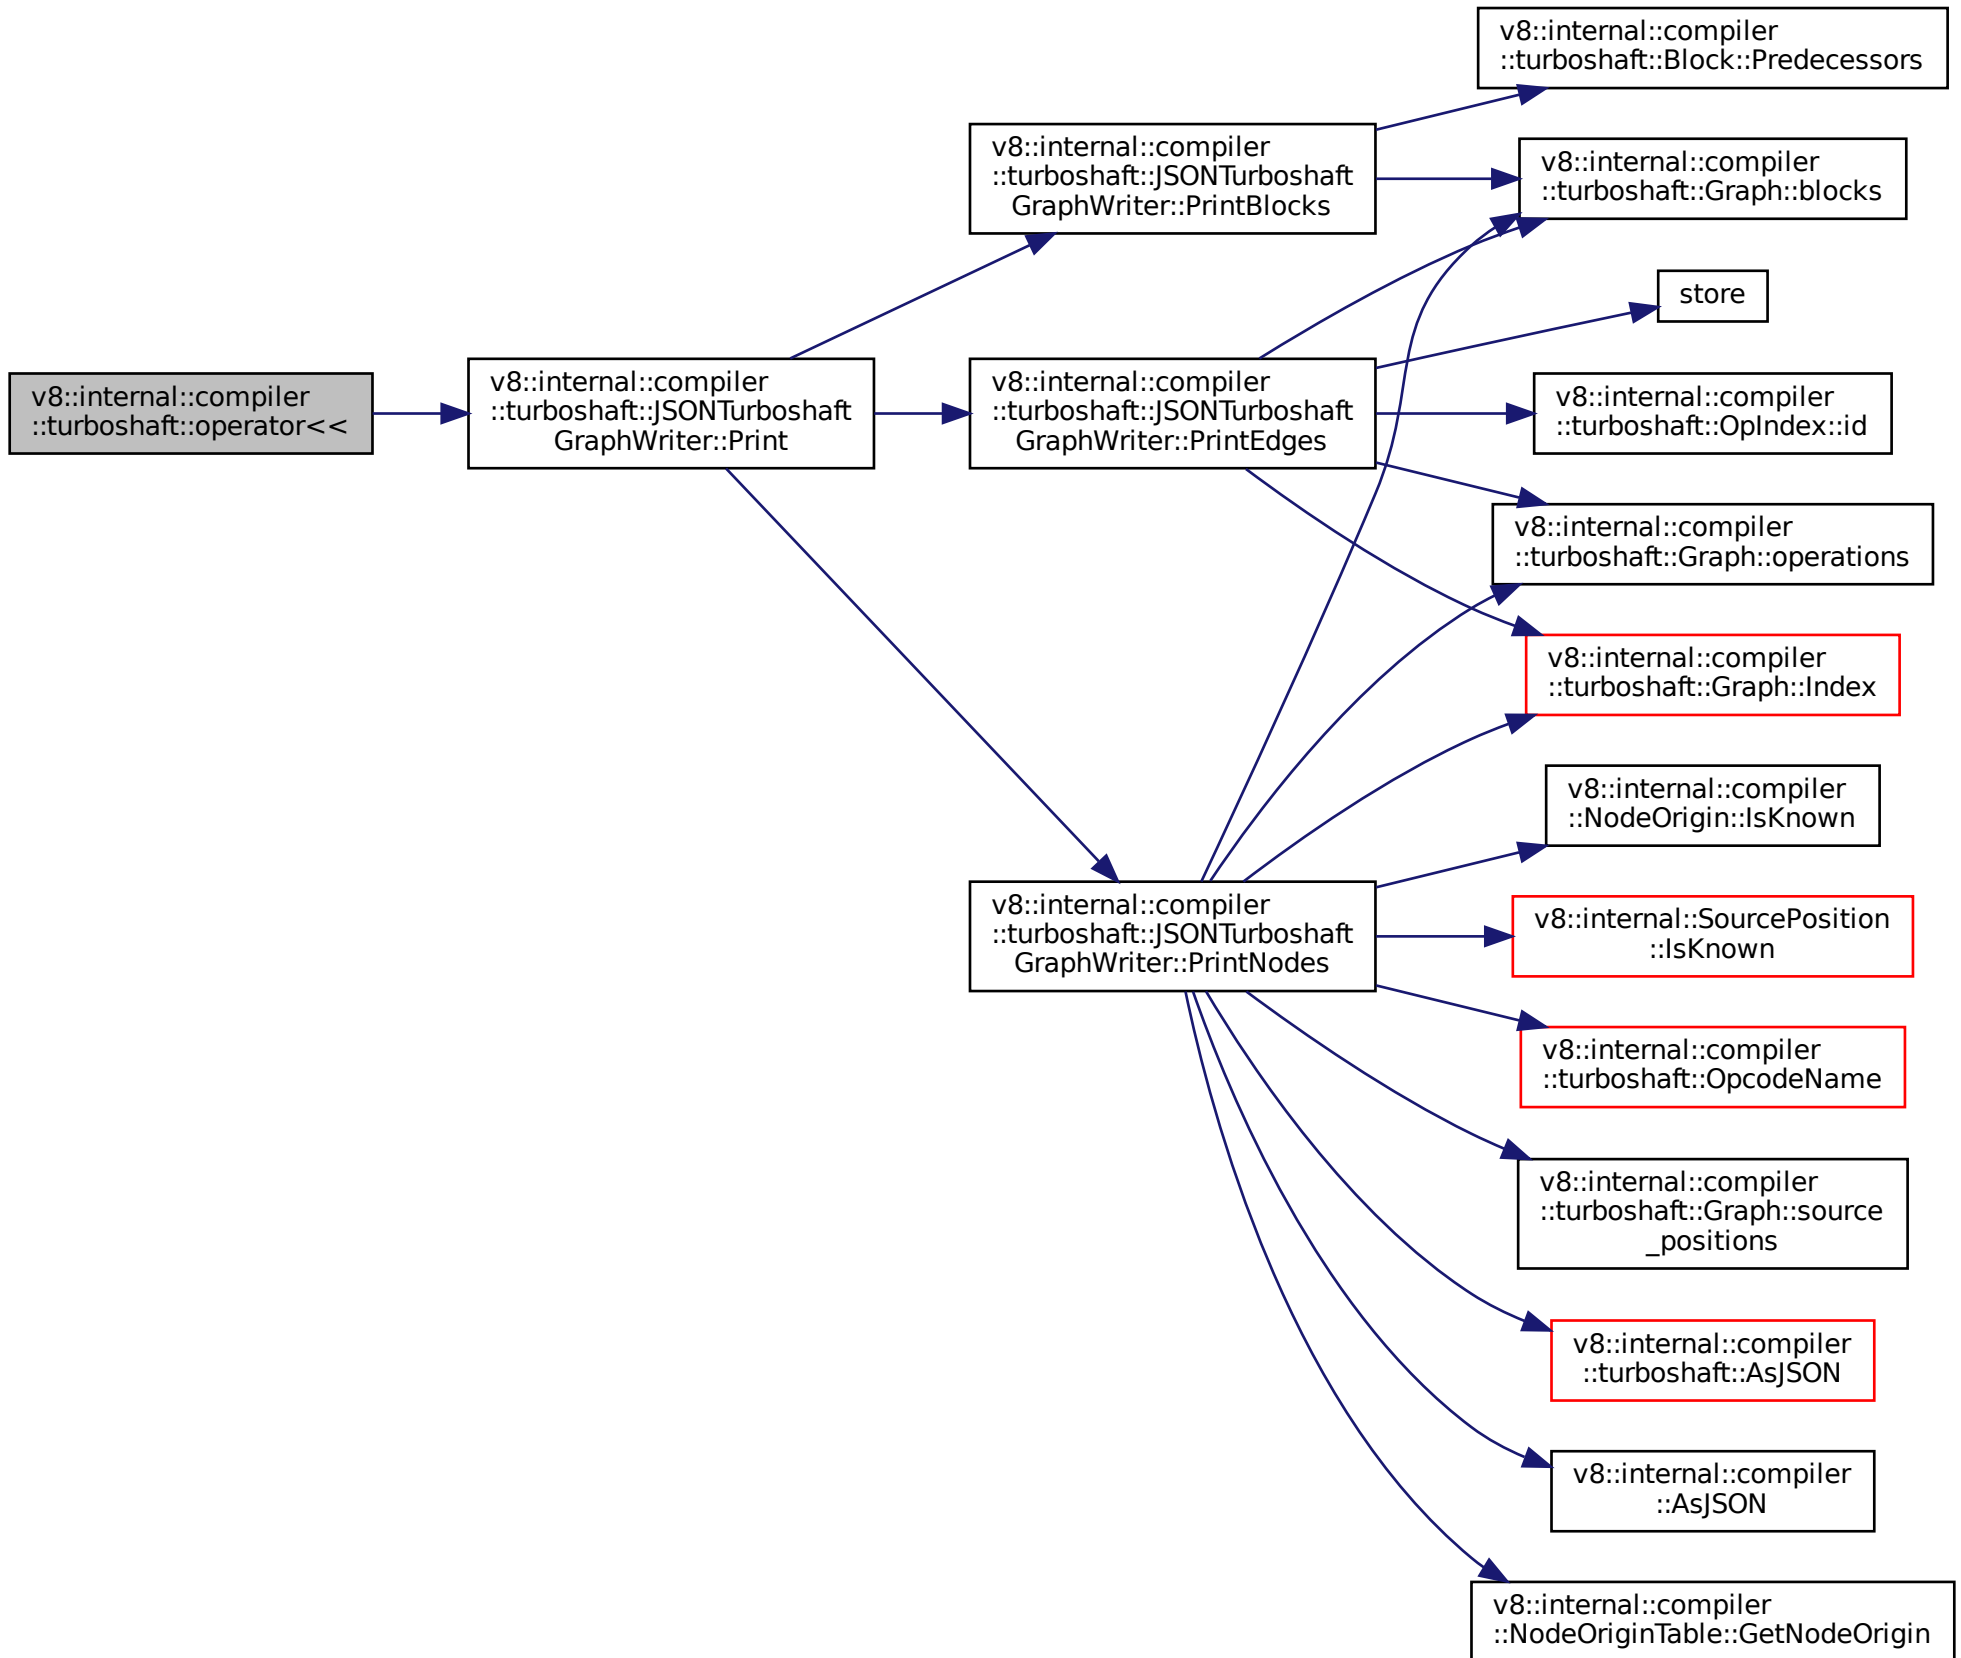 v8::internal::compiler
::turboshaft::operator<<
v8::internal::compiler
::turboshaft::JSONTurboshaft
GraphWriter::Print
v8::internal::compiler
::turboshaft::JSONTurboshaft
GraphWriter::PrintBlocks
v8::internal::compiler
::turboshaft::JSONTurboshaft
GraphWriter::PrintEdges
v8::internal::compiler
::turboshaft::JSONTurboshaft
GraphWriter::PrintNodes
v8::internal::compiler
::turboshaft::Block::Predecessors
v8::internal::compiler
::turboshaft::Graph::blocks
store
v8::internal::compiler
::turboshaft::OpIndex::id
v8::internal::compiler
::turboshaft::Graph::operations
v8::internal::compiler
::turboshaft::Graph::Index
v8::internal::compiler
::NodeOrigin::IsKnown
v8::internal::SourcePosition
::IsKnown
v8::internal::compiler
::turboshaft::OpcodeName
v8::internal::compiler
::turboshaft::Graph::source
_positions
v8::internal::compiler
::turboshaft::AsJSON
v8::internal::compiler
::AsJSON
v8::internal::compiler
::NodeOriginTable::GetNodeOrigin